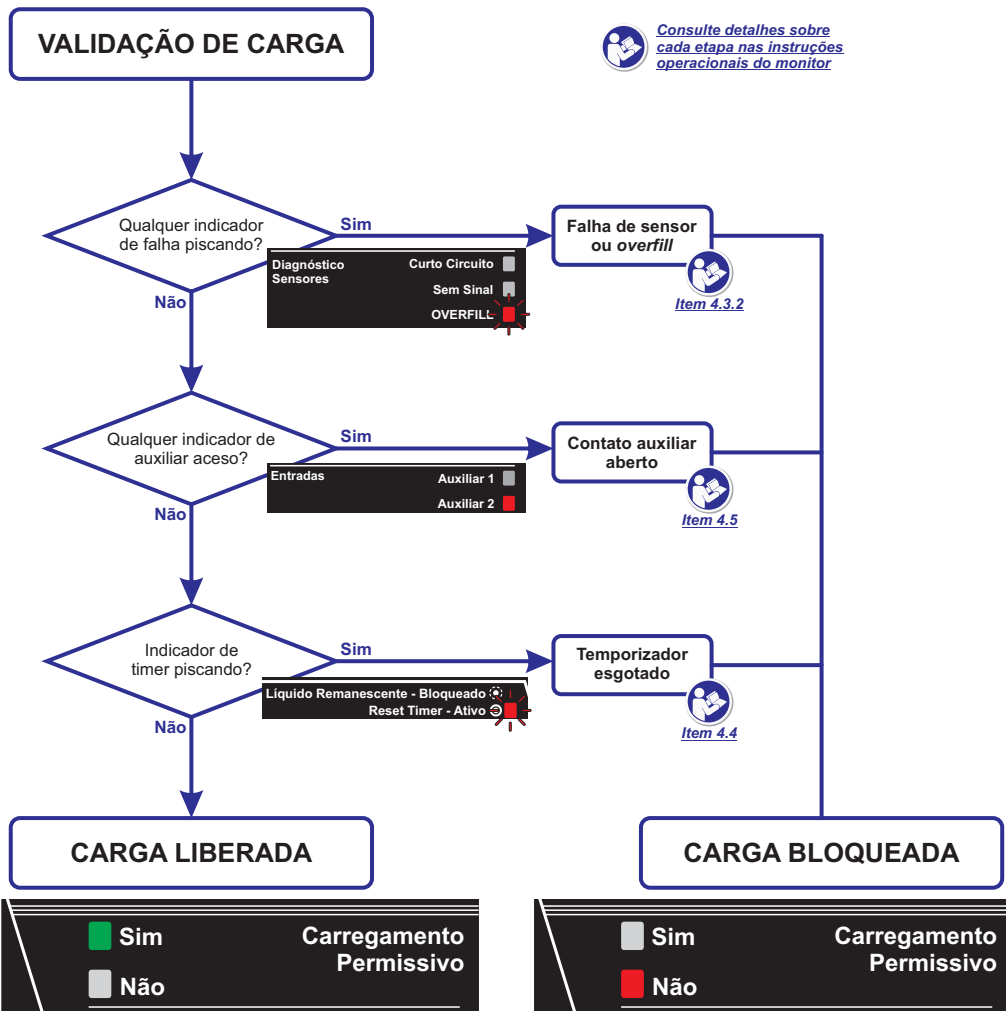 VALIDAÇÃO DE CARGA
Consulte detalhes sobre
cada etapa nas instruções
operacionais do monitor
Qualquer indicador
de falha piscando?
Sim
Não
Diagnóstico
Sensores
Curto Circuito
Sem Sinal
OVERFILL
Falha de sensor
ou overfill
Item 4.3.2
Qualquer indicador de
auxiliar aceso?
Sim
Não
Entradas
Auxiliar 1
Auxiliar 2
Contato auxiliar
aberto
Item 4.5
Indicador de
timer piscando?
Sim
Não
Líquido Remanescente - Bloqueado
Reset Timer - Ativo
Temporizador
esgotado
Item 4.4
CARGA LIBERADA
Sim
Não
Carregamento
Permissivo
CARGA BLOQUEADA
Sim
Não
Carregamento
Permissivo